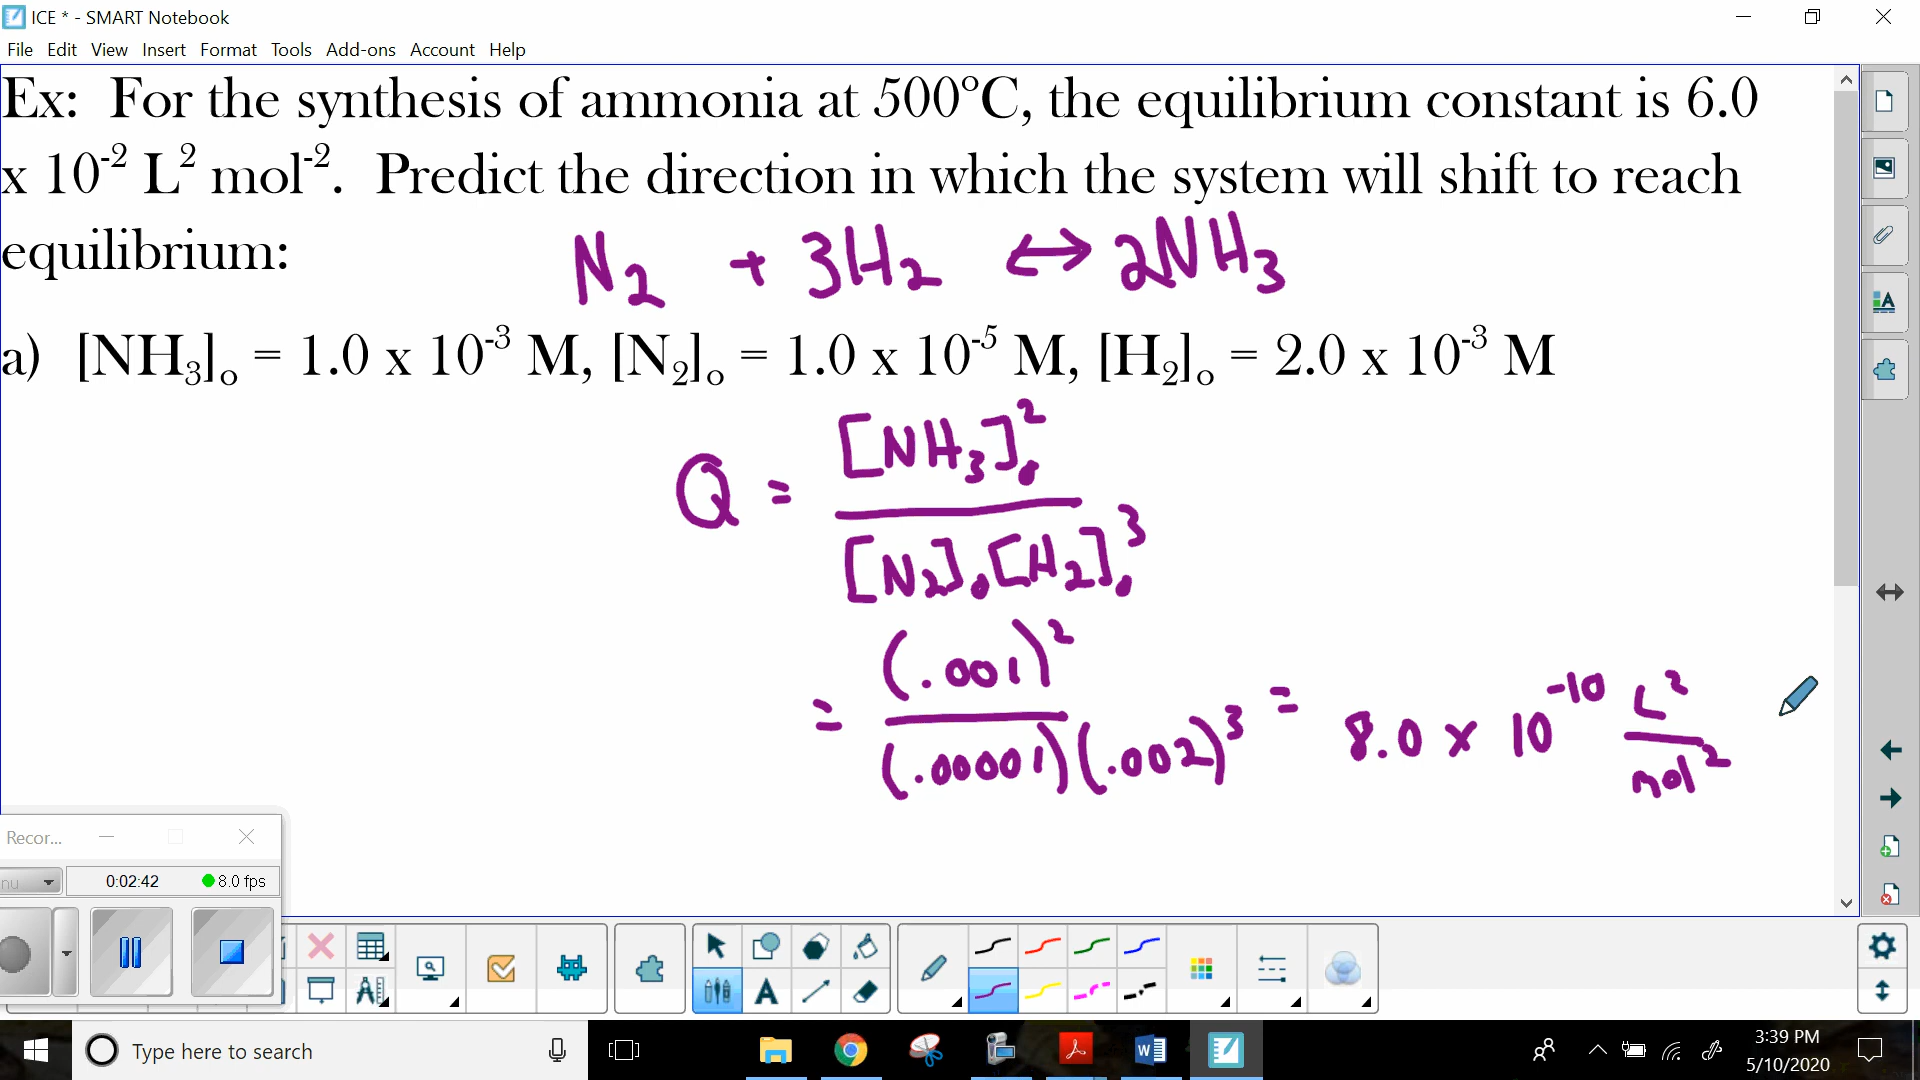 ICE * - SMART Notebook
File Edit View Insert Format Tools Add-ons Account Help
Ex: For the synthesis of ammonia at 500°C, the equilibrium constant is 6.0
x 10⁻² L² mol⁻². Predict the direction in which the system will shift to reach
equilibrium:
N₂ + 3H₂ ↔ 2NH₃
a) [NH₃]ₒ = 1.0 x 10⁻³ M, [N₂]ₒ = 1.0 x 10⁻⁵ M, [H₂]ₒ = 2.0 x 10⁻³ M
[NH₃]₀²
Q =
[N₂]₀[H₂]₀³
(.001)²
= =
8.0 x 10⁻¹⁰ L²
(.00001)(.002)³
mol²
Recor...
nu
0:02:42 8.0 fps
Type here to search
3:39 PM
5/10/2020